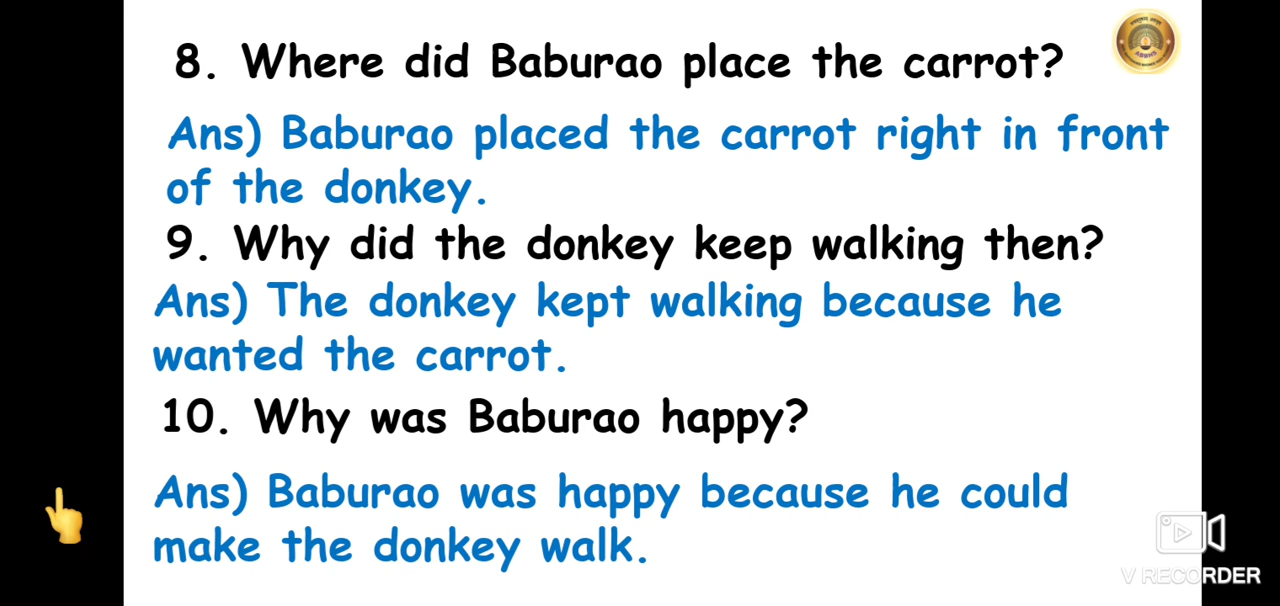 8. Where did Baburao place the carrot?
Ans) Baburao placed the carrot right in front
of the donkey.
9. Why did the donkey keep walking then?
Ans) The donkey kept walking because he
wanted the carrot.
10. Why was Baburao happy?
Ans) Baburao was happy because he could
make the donkey walk.
V RECORDER